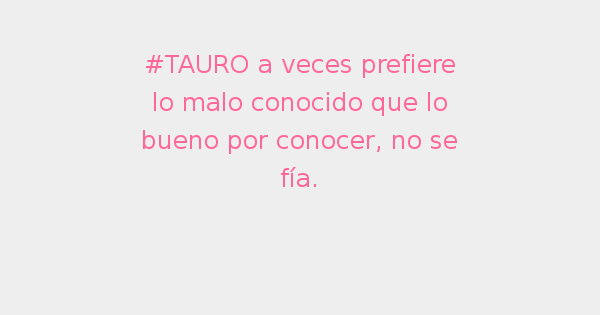 #TAURO a veces prefiere
lo malo conocido que lo
bueno por conocer, no se
fía.